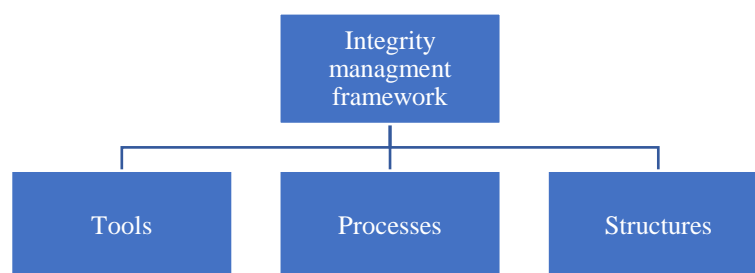 Integrity
managment
framework
Tools
Processes
Structures